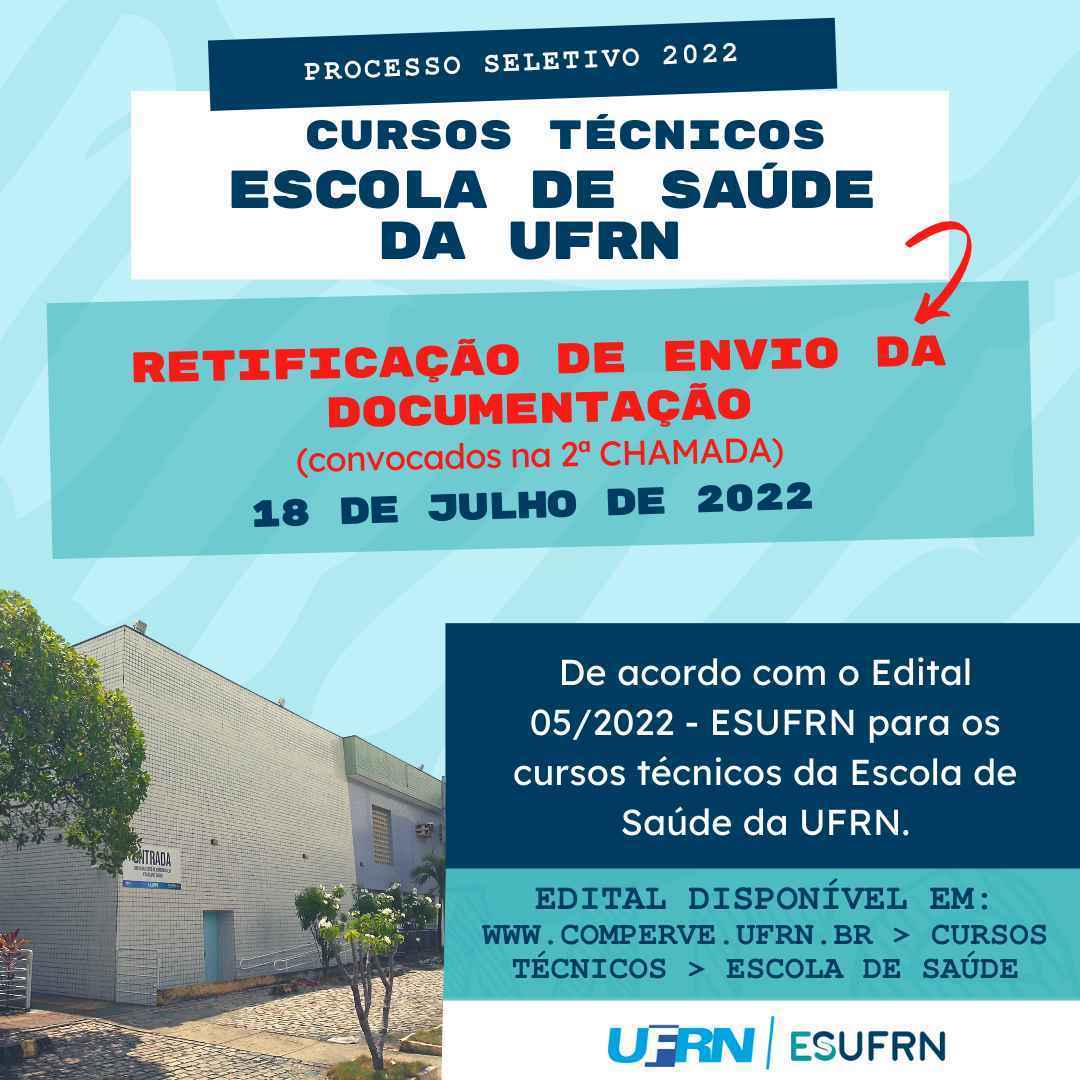 PROCESSO SELETIVO 2022
CURSOS TÉCNICOS
ESCOLA DE SAÚDE
DA UFRN
RETIFICAÇÃO DE ENVIO DA
DOCUMENTAÇÃO
(convocados na 2ª CHAMADA)
18 DE JULHO DE 2022
De acordo com o Edital
05/2022 - ESUFRN para os
cursos técnicos da Escola de
Saúde da UFRN.
ENTRADA
UFRN
EDITAL DISPONÍVEL EM:
WWW.COMPERVE.UFRN.BR > CURSOS
TÉCNICOS > ESCOLA DE SAÚDE
UFRN | ESUFRN